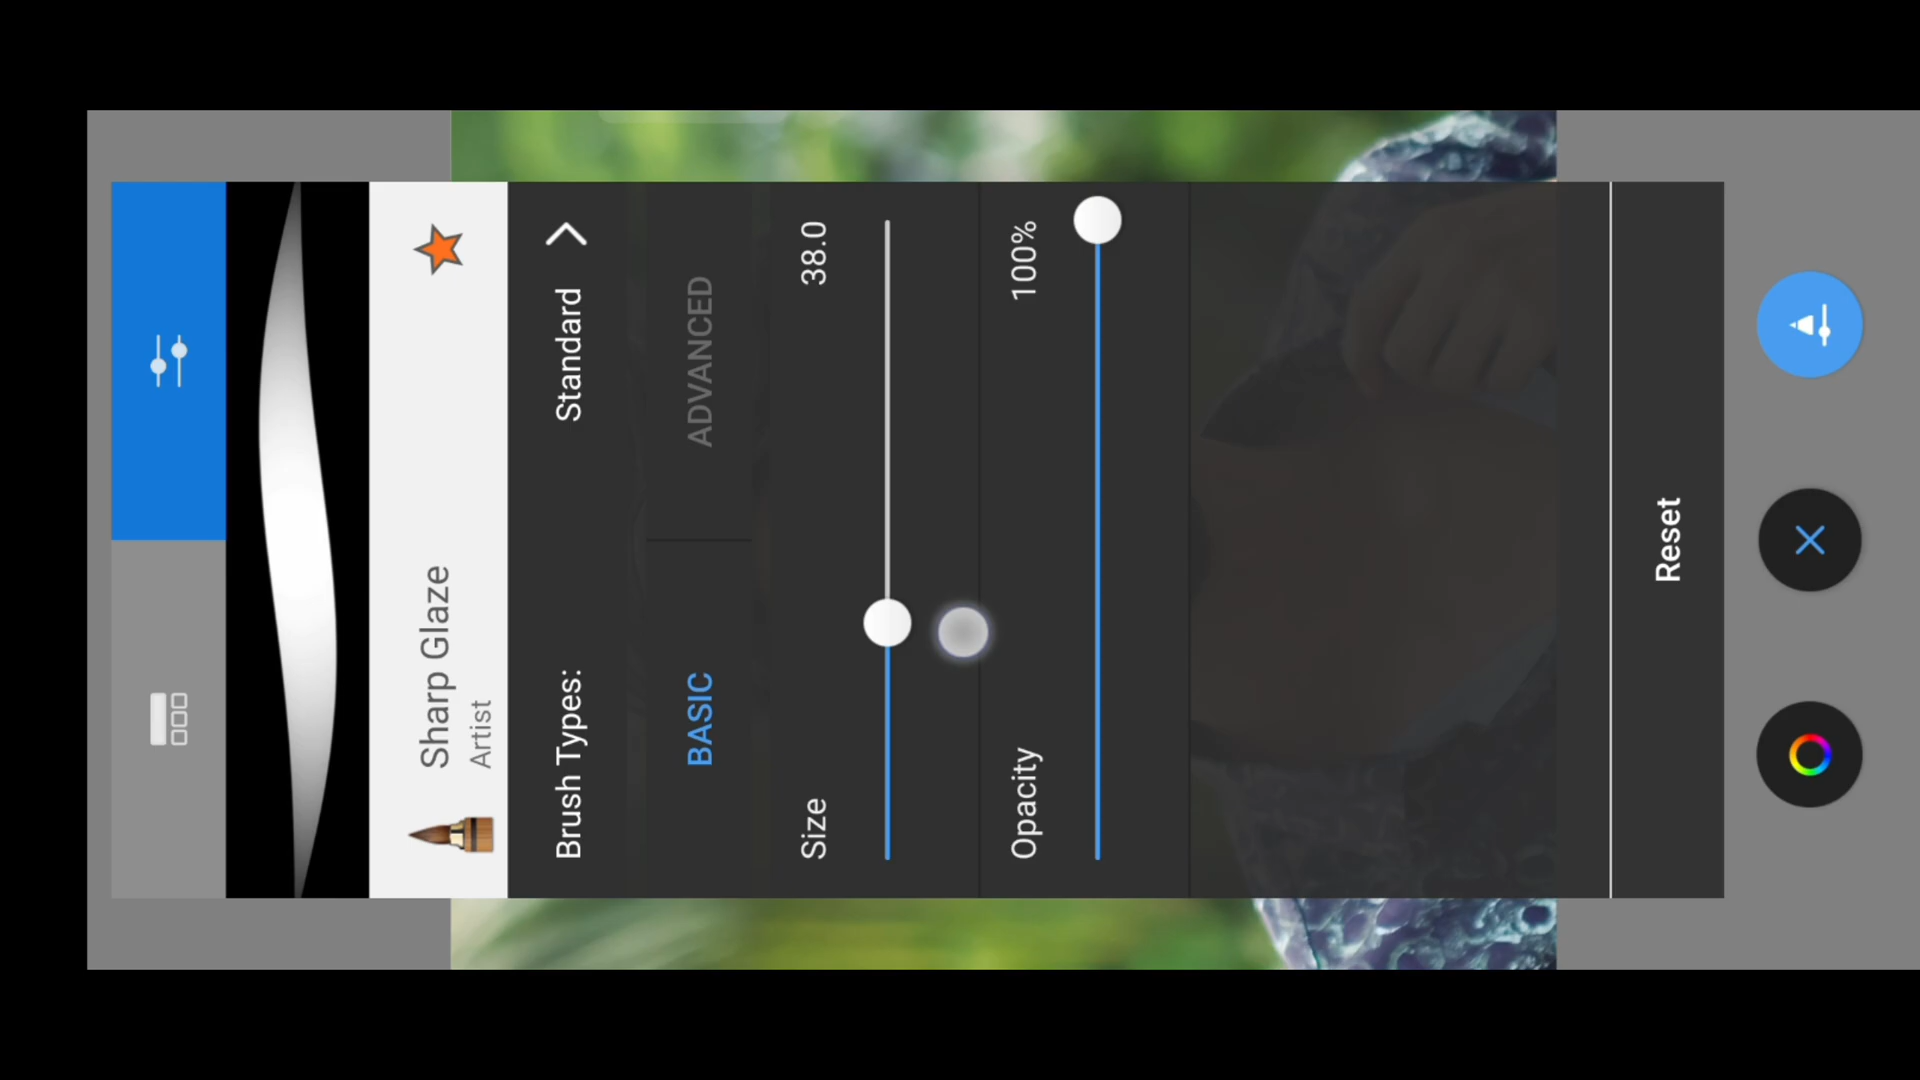 Sharp Glaze
Artist
Brush Types: Standard
BASIC ADVANCED
Size 38.0
Opacity 100%
Reset